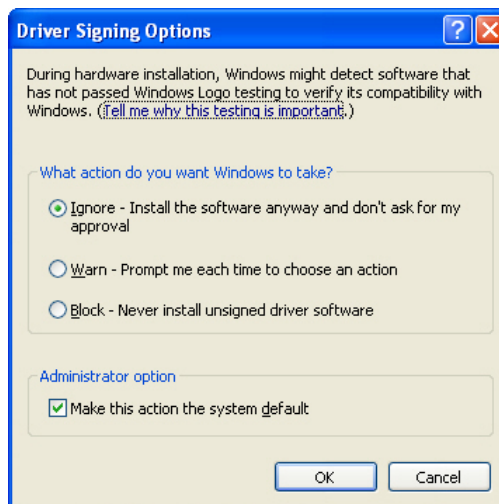 Driver Signing Options
During hardware installation, Windows might detect software that
has not passed Windows Logo testing to verify its compatibility with
Windows. (Tell me why this testing is important.)
What action do you want Windows to take?
Ignore - Install the software anyway and don't ask for my
approval
Warn - Prompt me each time to choose an action
Block - Never install unsigned driver software
Administrator option
Make this action the system default
OK Cancel